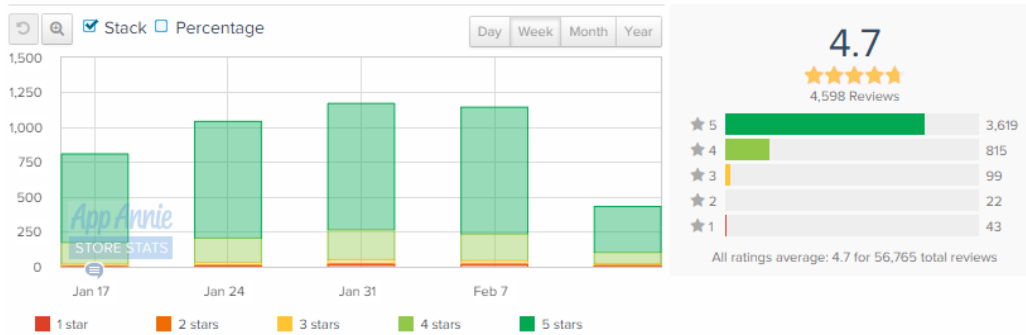 Stack Percentage
Day Week Month Year
1,500
1,250
1,000
750
500
250
0
App Annie
STORE STATS
Jan 17 Jan 24 Jan 31 Feb 7
1 star 2 stars 3 stars 4 stars 5 stars
4.7
4,598 Reviews
5 3,619
4 815
3 99
2 22
1 43
All ratings average: 4.7 for 56,765 total reviews